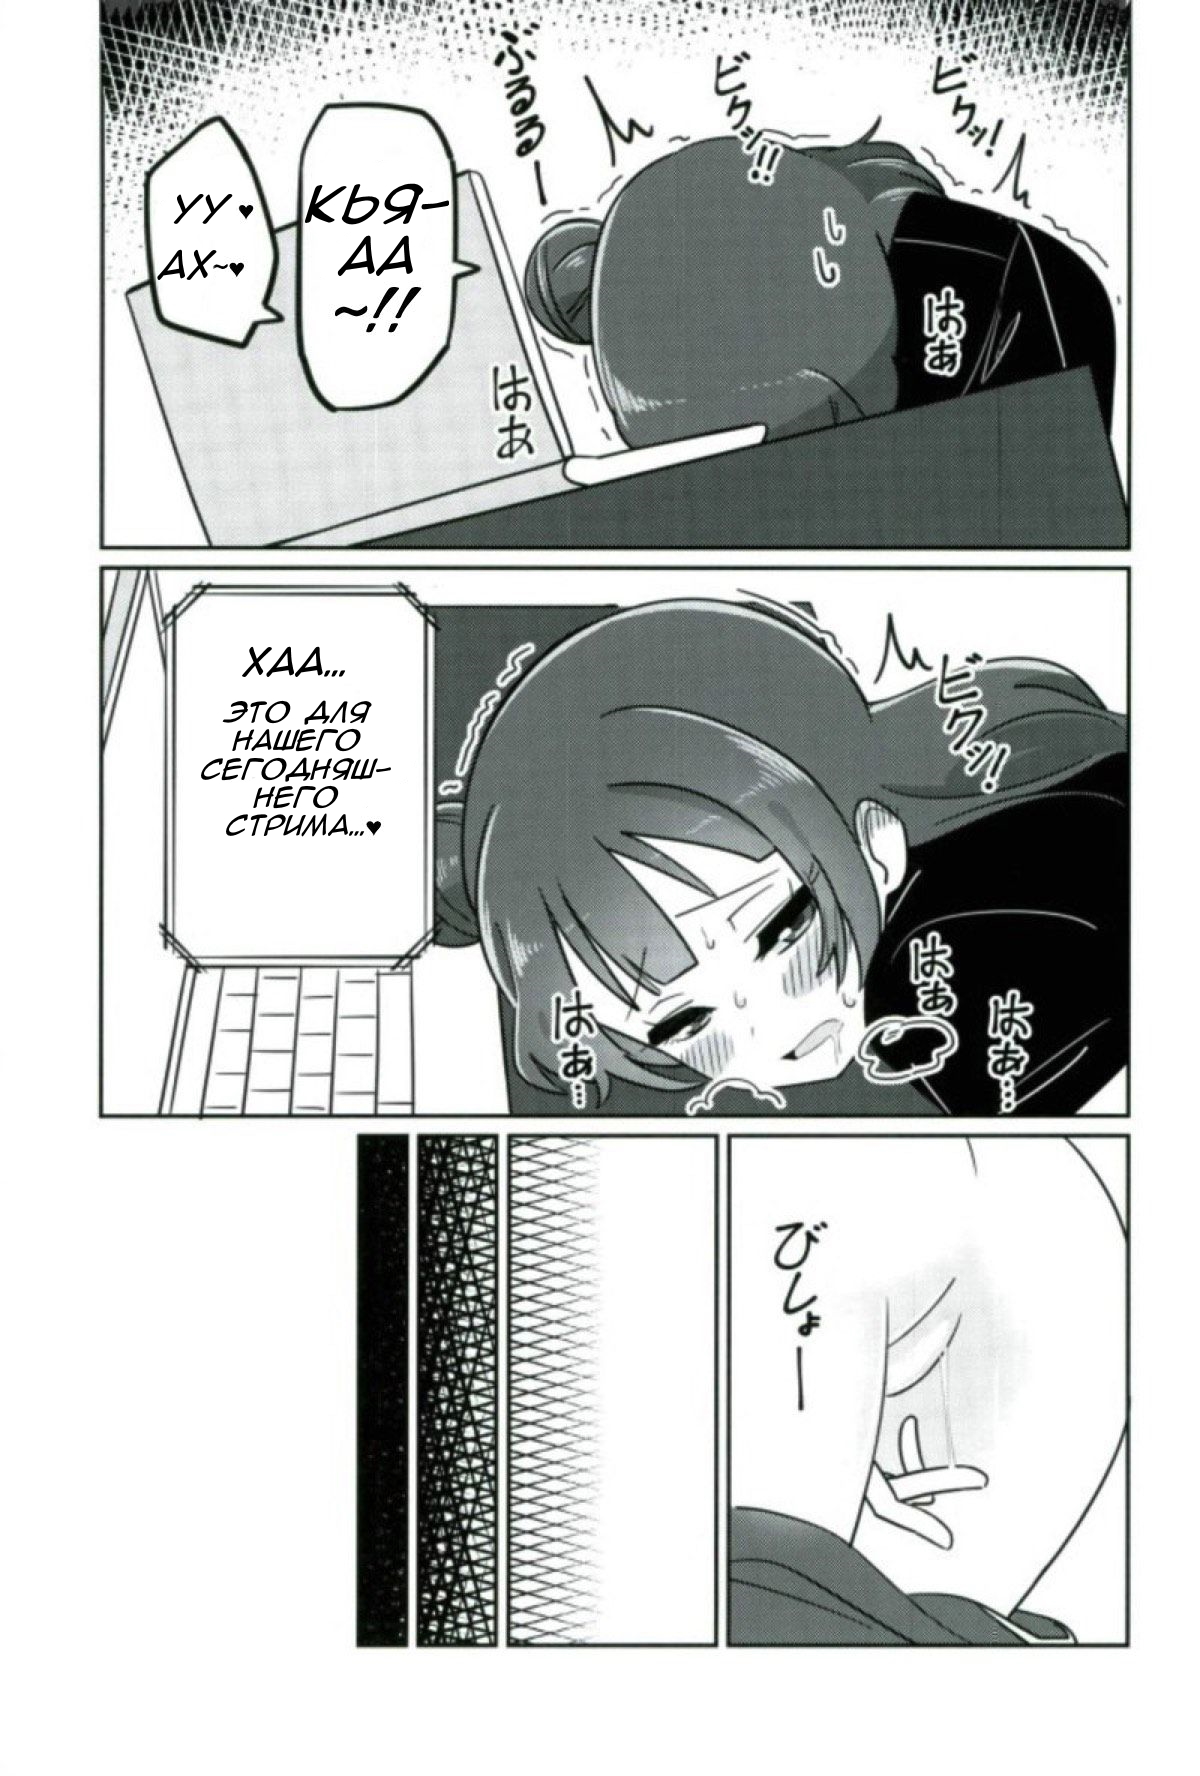 ビクッ!
ビクッ!!
ぶるるー
はぁ
はぁ
КЬЯ-
АА
~!!
УУ ♥
АХ~♥
ビクッ!
ХАА...
ЭТО ДЛЯ
НАШЕГО
СЕГОДНЯШ-
НЕГО
СТРИМА...♥
はぁ…
はぁ
はぁ…
びしょー